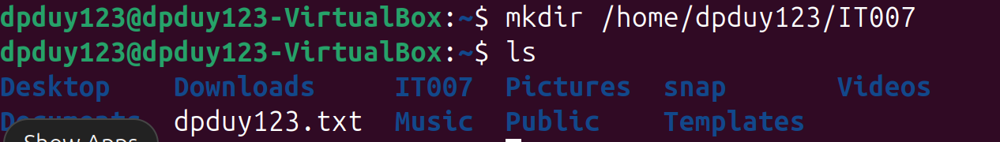 dpduy123@dpduy123-VirtualBox:~$ mkdir /home/dpduy123/IT007
dpduy123@dpduy123-VirtualBox:~$ ls
Desktop Downloads IT007 Pictures snap Videos
Documents dpduy123.txt Music Public Templates
Show Apps